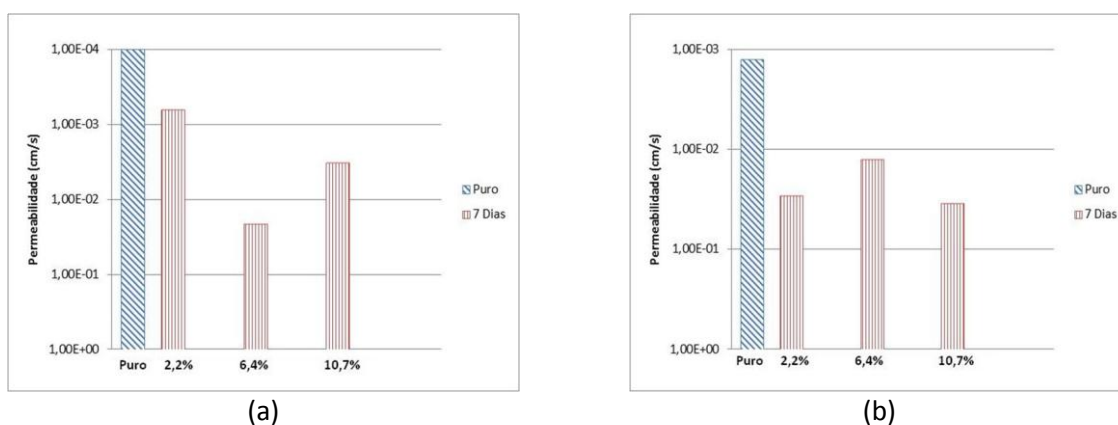 1,00E-04
1,00E-03
1,00E-02
1,00E-01
1,00E+00
Permeabilidade (cm/s)
Puro 2,2% 6,4% 10,7%
Puro
7 Dias
(a)
1,00E-03
1,00E-02
1,00E-01
1,00E+00
Permeabilidade (cm/s)
Puro 2,2% 6,4% 10,7%
Puro
7 Dias
(b)